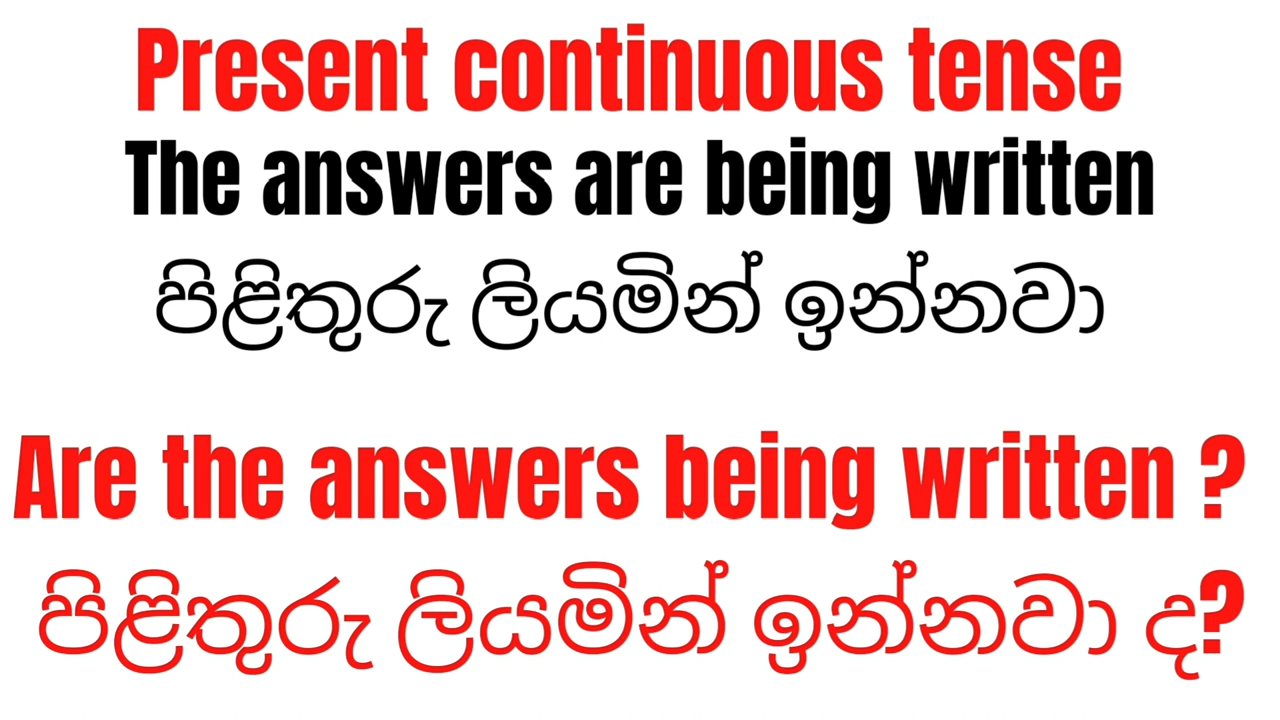 Present continuous tense
The answers are being written
පිළිතුරු ලියමින් ඉන්නවා
Are the answers being written ?
පිළිතුරු ලියමින් ඉන්නවා ද?